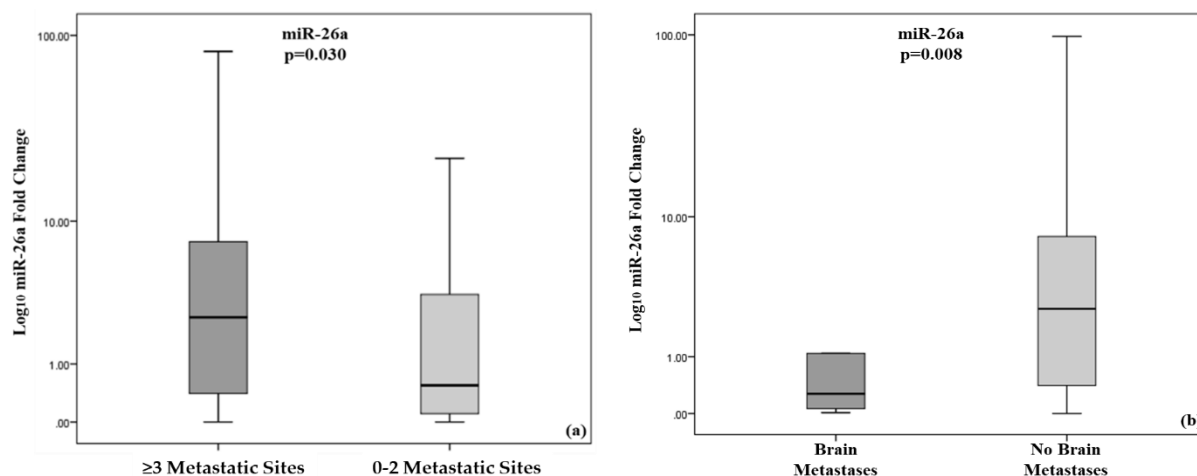 miR-26a
p=0.030
100.00
10.00
1.00
.00
Log₁₀ miR-26a Fold Change
(a)
≥3 Metastatic Sites
0-2 Metastatic Sites
miR-26a
p=0.008
100.00
10.00
1.00
.00
Log₁₀ miR-26a Fold Change
(b
Brain
Metastases
No Brain
Metastases